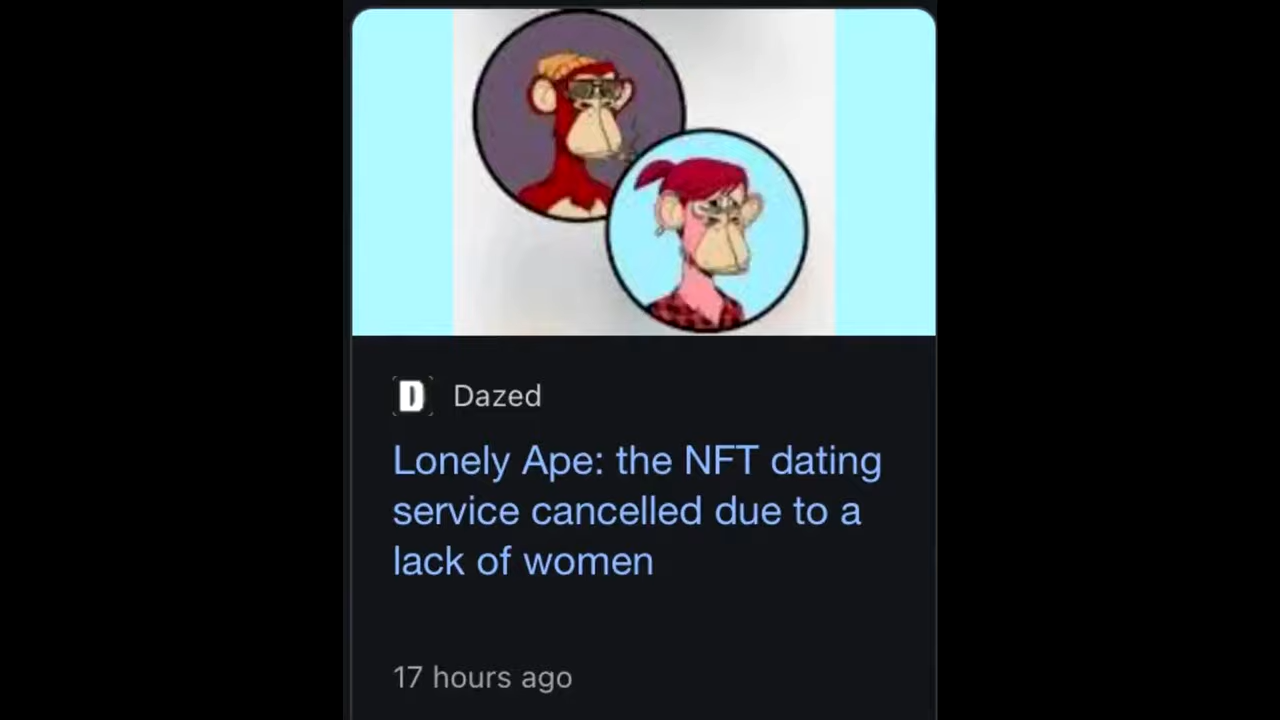 D Dazed
Lonely Ape: the NFT dating
service cancelled due to a
lack of women
17 hours ago